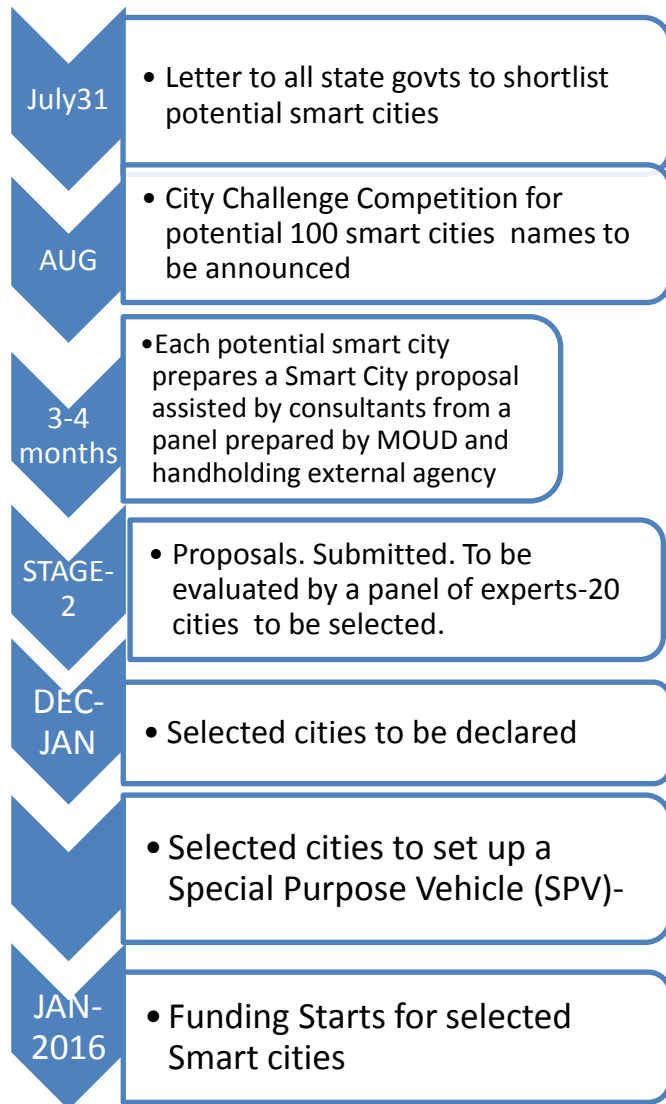 July31
• Letter to all state govts to shortlist
potential smart cities
AUG
• City Challenge Competition for
potential 100 smart cities names to
be announced
3-4
months
•Each potential smart city
prepares a Smart City proposal
assisted by consultants from a
panel prepared by MOUD and
handholding external agency
STAGE-
2
• Proposals. Submitted. To be
evaluated by a panel of experts-20
cities to be selected.
DEC-
JAN
• Selected cities to be declared
• Selected cities to set up a
Special Purpose Vehicle (SPV)-
JAN-
2016
• Funding Starts for selected
Smart cities